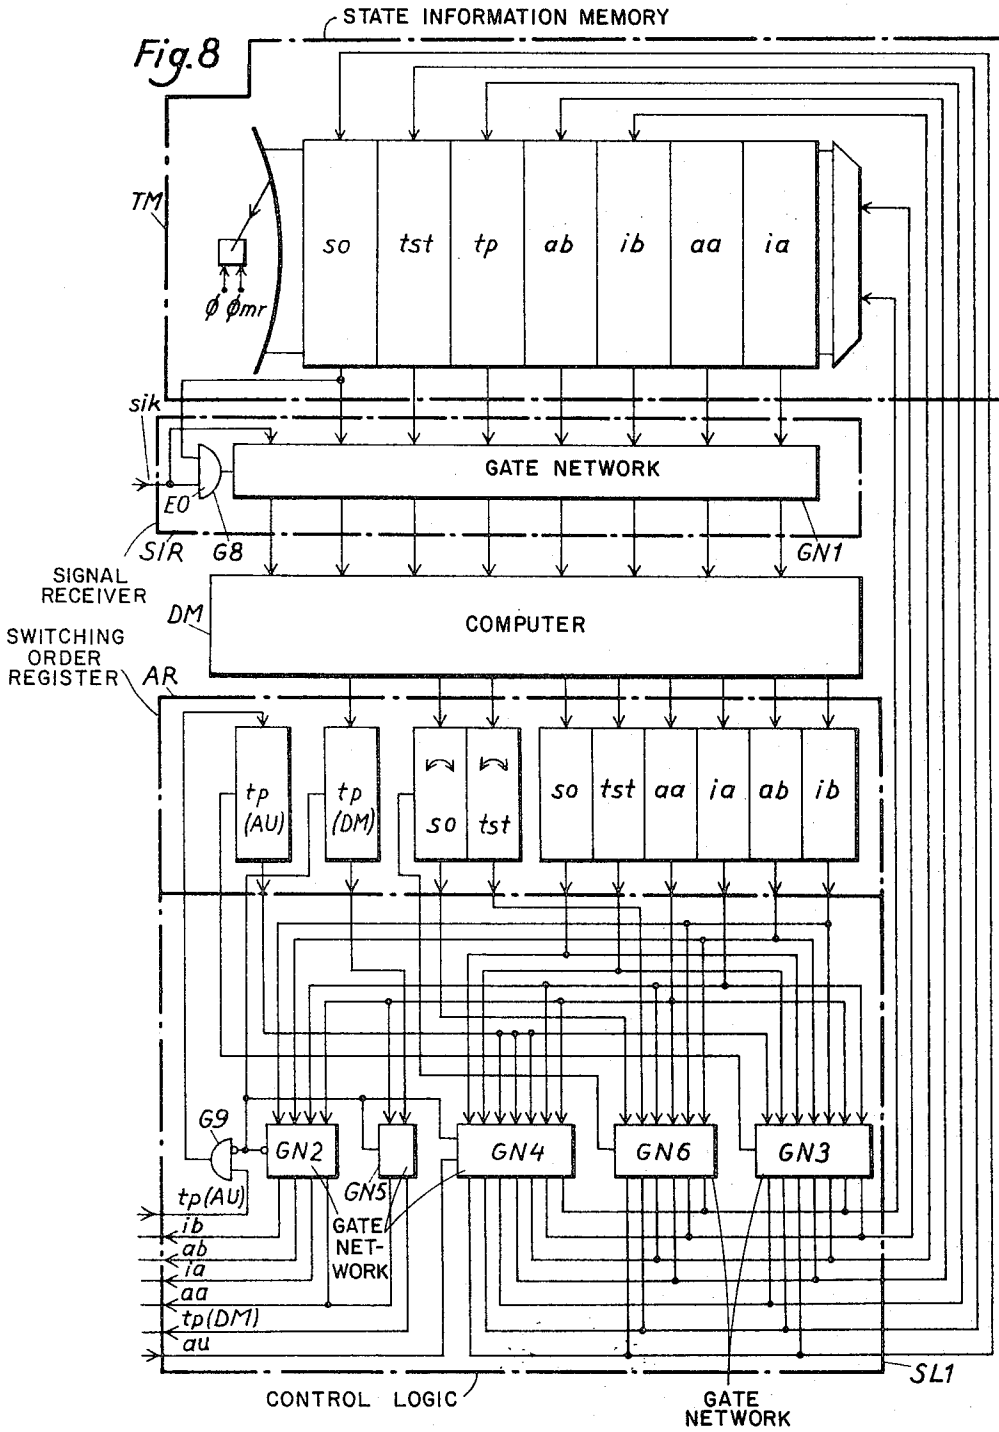 STATE INFORMATION MEMORY
Fig. 8
TM
so tst tp ab ib aa ia
ϕ ϕmr
sik
GATE NETWORK
EO
SIR G8 GN1
SIGNAL
RECEIVER
DM
COMPUTER
SWITCHING
ORDER
REGISTER
AR
tp
(AU)
tp
(DM)
so tst
so tst aa ia ab ib
G9
GN2
GN5
GN4
GN6
GN3
tp(AU)
ib
ab
ia
aa
tp(DM)
au
GATE
NET-
WORK
SL1
CONTROL LOGIC
GATE
NETWORK